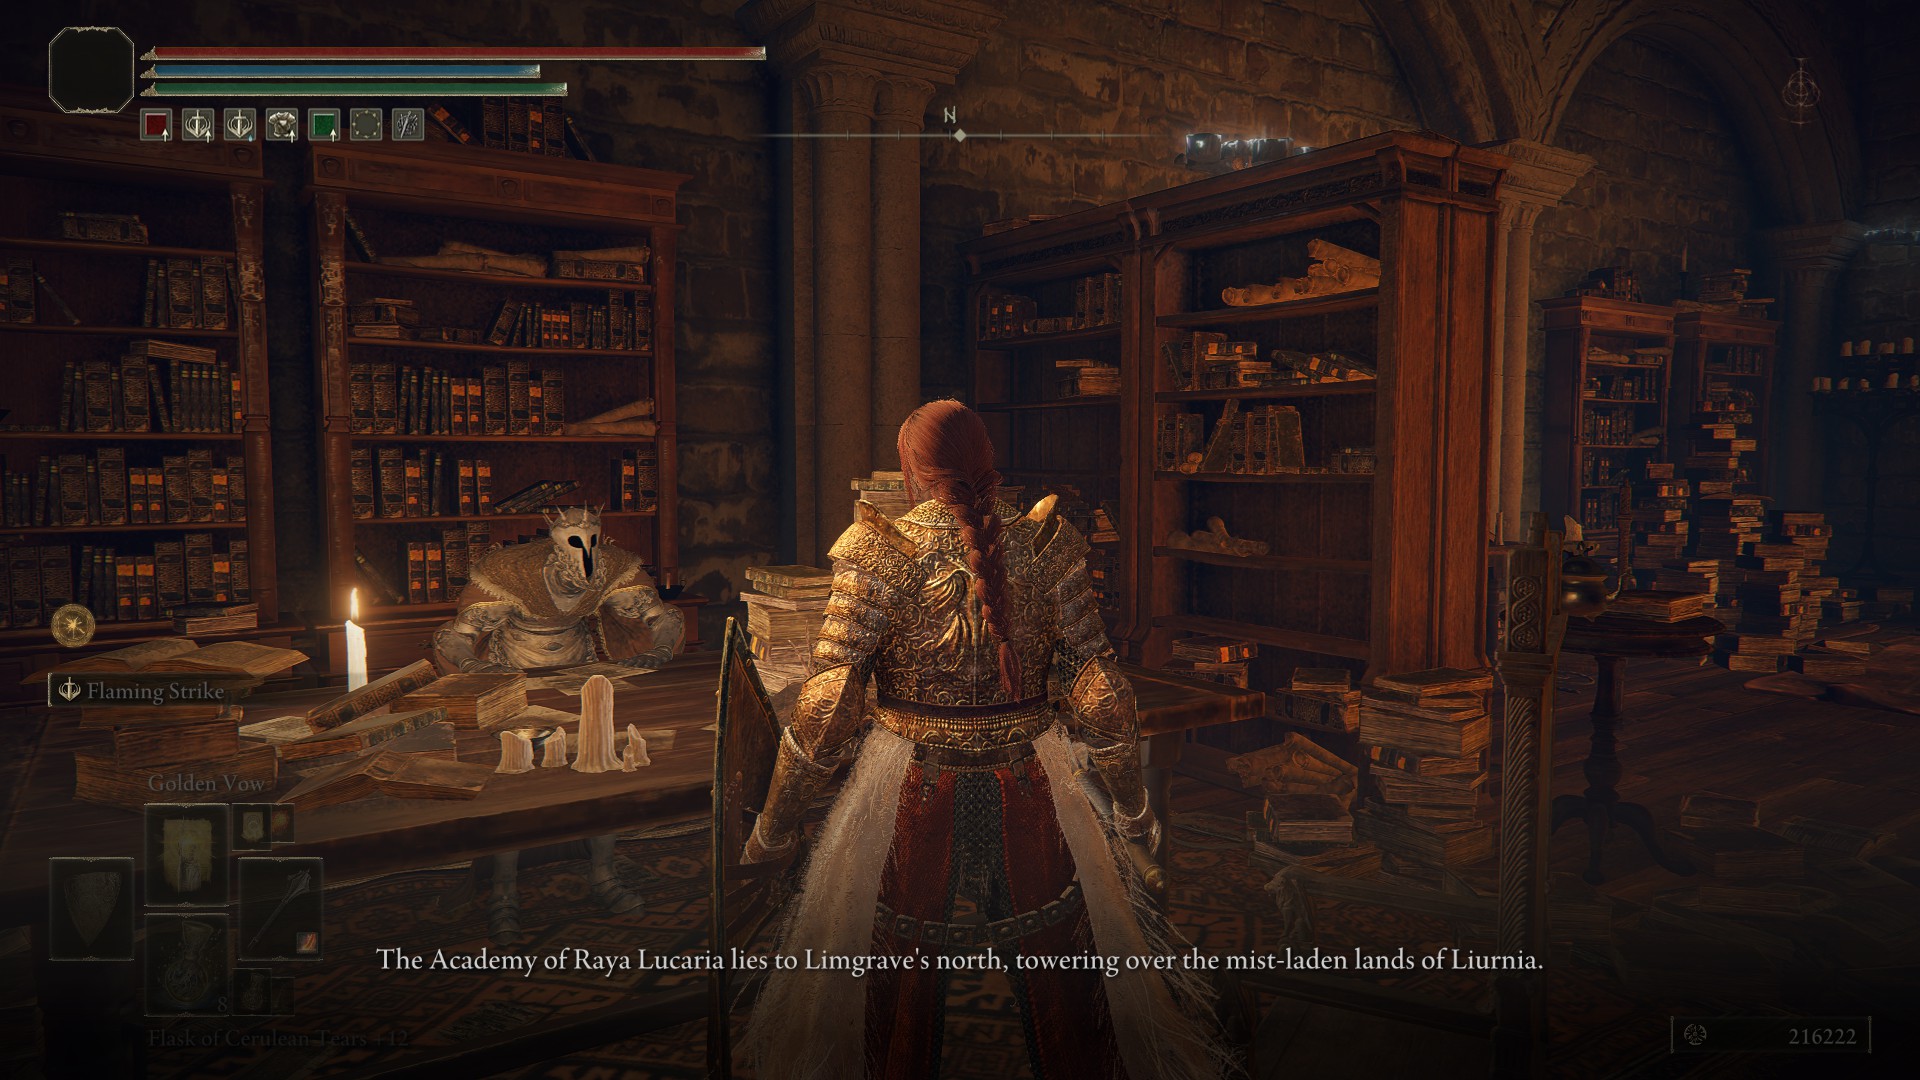 N
Flaming Strike
Golden Vow
8
The Academy of Raya Lucaria lies to Limgrave's north, towering over the mist-laden lands of Liurnia.
Flask of Cerulean Tears +12
216222